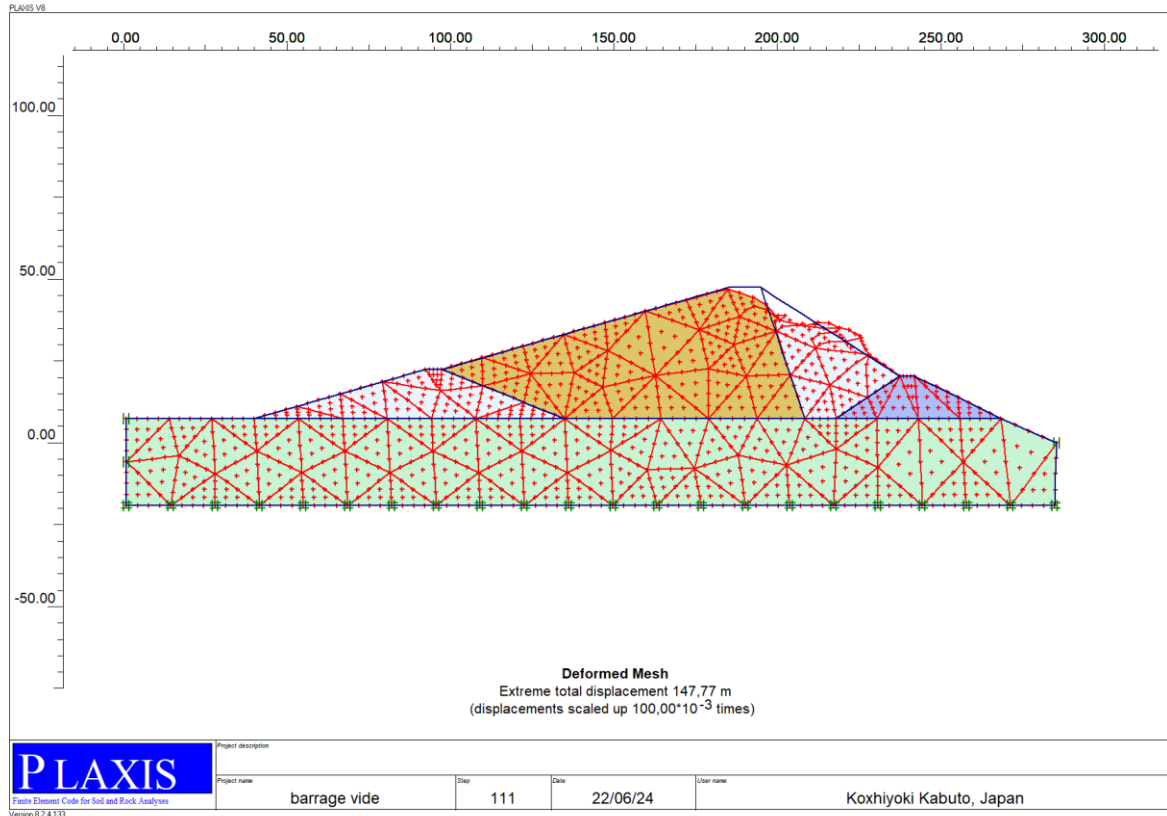 PLAXIS V8
0.00 50.00 100.00 150.00 200.00 250.00 300.00
100.00
50.00
0.00
-50.00
Deformed Mesh
Extreme total displacement 147,77 m
(displacements scaled up 100,00*10-3 times)
PLAXIS
Finite Element Code for Soil and Rock Analyses
Version 8.2.4.133
Project description
Project name
barrage vide
Step
111
Date
22/06/24
User name
Koxhiyoki Kabuto, Japan